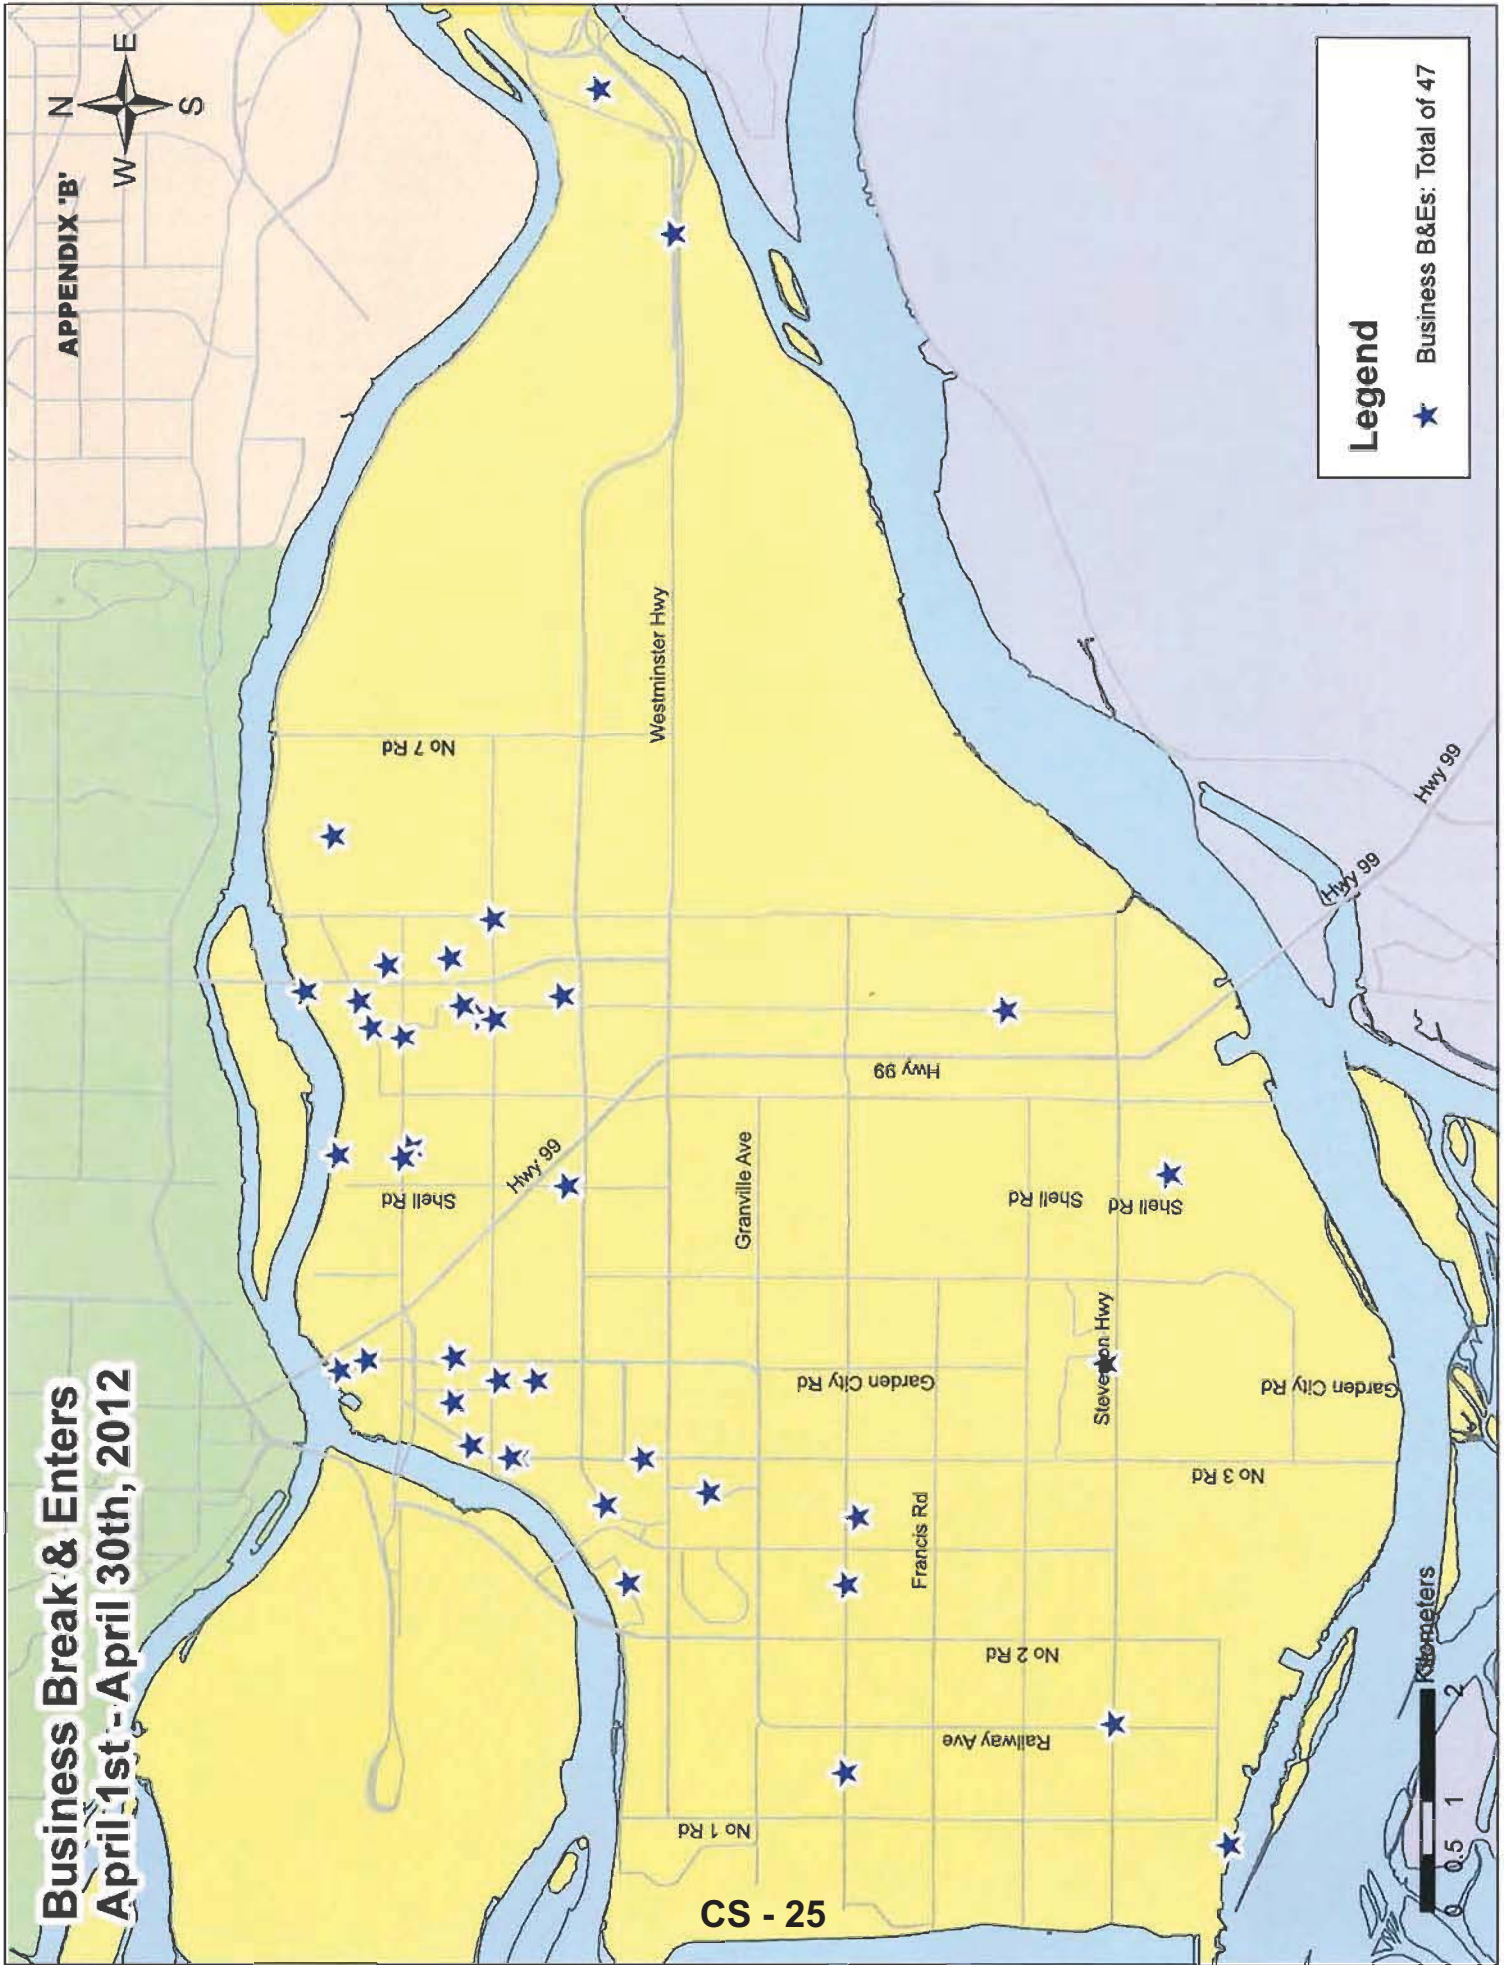 Business Break & Enters
April 1st - April 30th, 2012
APPENDIX 'B'
N
W
E
S
No 7 Rd
Westminster Hwy
Shell Rd
Hwy 99
Hwy 99
Granville Ave
Shell Rd
Shell Rd
Hwy 99
Hwy 99
Garden City Rd
Steveston Hwy
Garden City Rd
No 3 Rd
Francis Rd
No 2 Rd
Railway Ave
No 1 Rd
Legend
Business B&Es: Total of 47
Kilometers
0 0.5 1 2
CS - 25